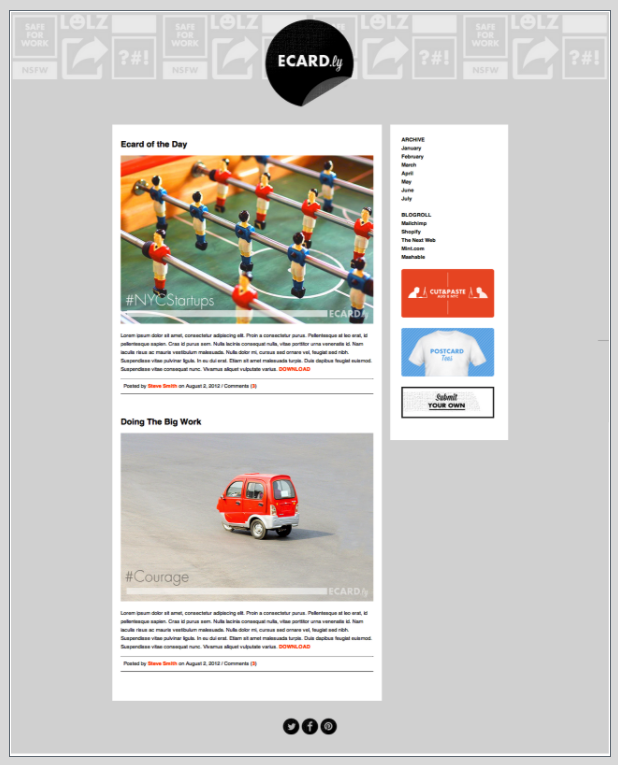 SAFE FOR WORK
LOLZ
?#!
NSFW
SAFE FOR WORK
?#!
NSFW
LOLZ
?#!
SAFE FOR WORK
NSFW
LOLZ
?#!
ECARD.ly
Ecard of the Day
#NYCStartups
ECARD.ly
Lorem ipsum dolor sit amet, consectetur adipiscing elit. Proin a consectetur purus. Pellentesque at leo erat, id
pellentesque sapien. Cras id purus sem. Nulla lacinia consequat nulla, vitae porttitor urna venenatis id. Nam
iaculis risus ac mauris vestibulum malesuada. Nulla dolor mi, cursus sed ornare vel, feugiat sed nibh.
Suspendisse vitae pulvinar ligula. In eu dui erat. Etiam sit amet malesuada turpis. Duis dapibus feugiat euismod.
Suspendisse vitae consequat nunc. Vivamus aliquet vulputate varius. DOWNLOAD
Posted by Steve Smith on August 2, 2012 / Comments (3)
Doing The Big Work
#Courage
ECARD.ly
Lorem ipsum dolor sit amet, consectetur adipiscing elit. Proin a consectetur purus. Pellentesque at leo erat, id
pellentesque sapien. Cras id purus sem. Nulla lacinia consequat nulla, vitae porttitor urna venenatis id. Nam
iaculis risus ac mauris vestibulum malesuada. Nulla dolor mi, cursus sed ornare vel, feugiat sed nibh.
Suspendisse vitae pulvinar ligula. In eu dui erat. Etiam sit amet malesuada turpis. Duis dapibus feugiat euismod.
Suspendisse vitae consequat nunc. Vivamus aliquet vulputate varius. DOWNLOAD
Posted by Steve Smith on August 2, 2012 / Comments (3)
ARCHIVE
January
February
March
April
May
June
July
BLOGROLL
Mailchimp
Shopify
The Next Web
Mint.com
Mashable
CUT&PASTE
POSTCARD
Tees
Submit
YOUR OWN